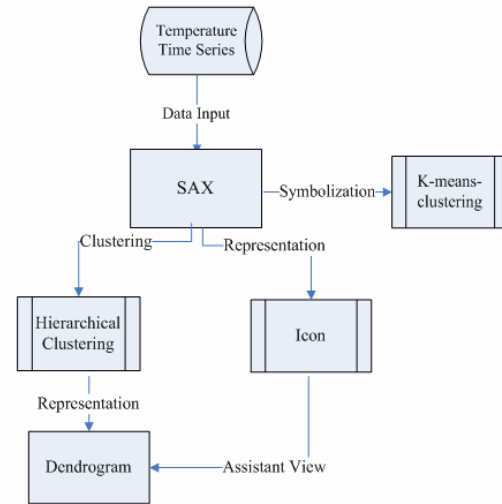 Temperature
Time Series
Data Input
SAX
Symbolization
K-means-
clustering
Clustering
Representation
Hierarchical
Clustering
Icon
Representation
Dendrogram
Assistant View